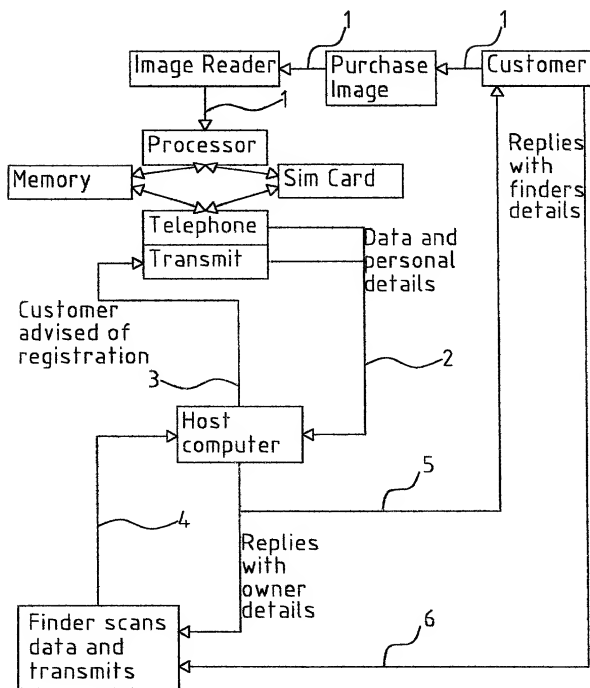 1
1
Image Reader
Purchase
Image
Customer
1
Processor
Replies
with
finders
details
Memory
Sim Card
Telephone
Transmit
Data and
personal
details
Customer
advised of
registration
3
2
Host
computer
5
4
Replies
with
owner
details
6
Finder scans
data and
transmits